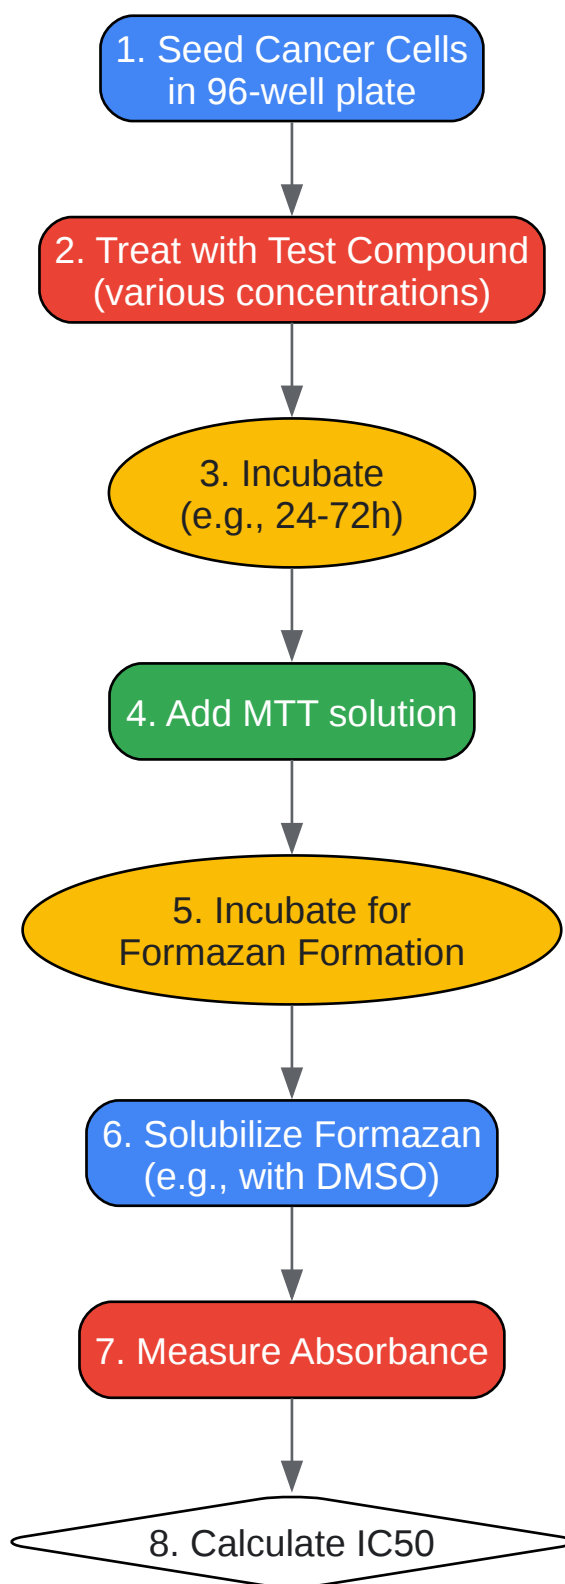 1. Seed Cancer Cells
in 96-well plate
2. Treat with Test Compound
(various concentrations)
3. Incubate
(e.g., 24-72h)
4. Add MTT solution
5. Incubate for
Formazan Formation
6. Solubilize Formazan
(e.g., with DMSO)
7. Measure Absorbance
8. Calculate IC50